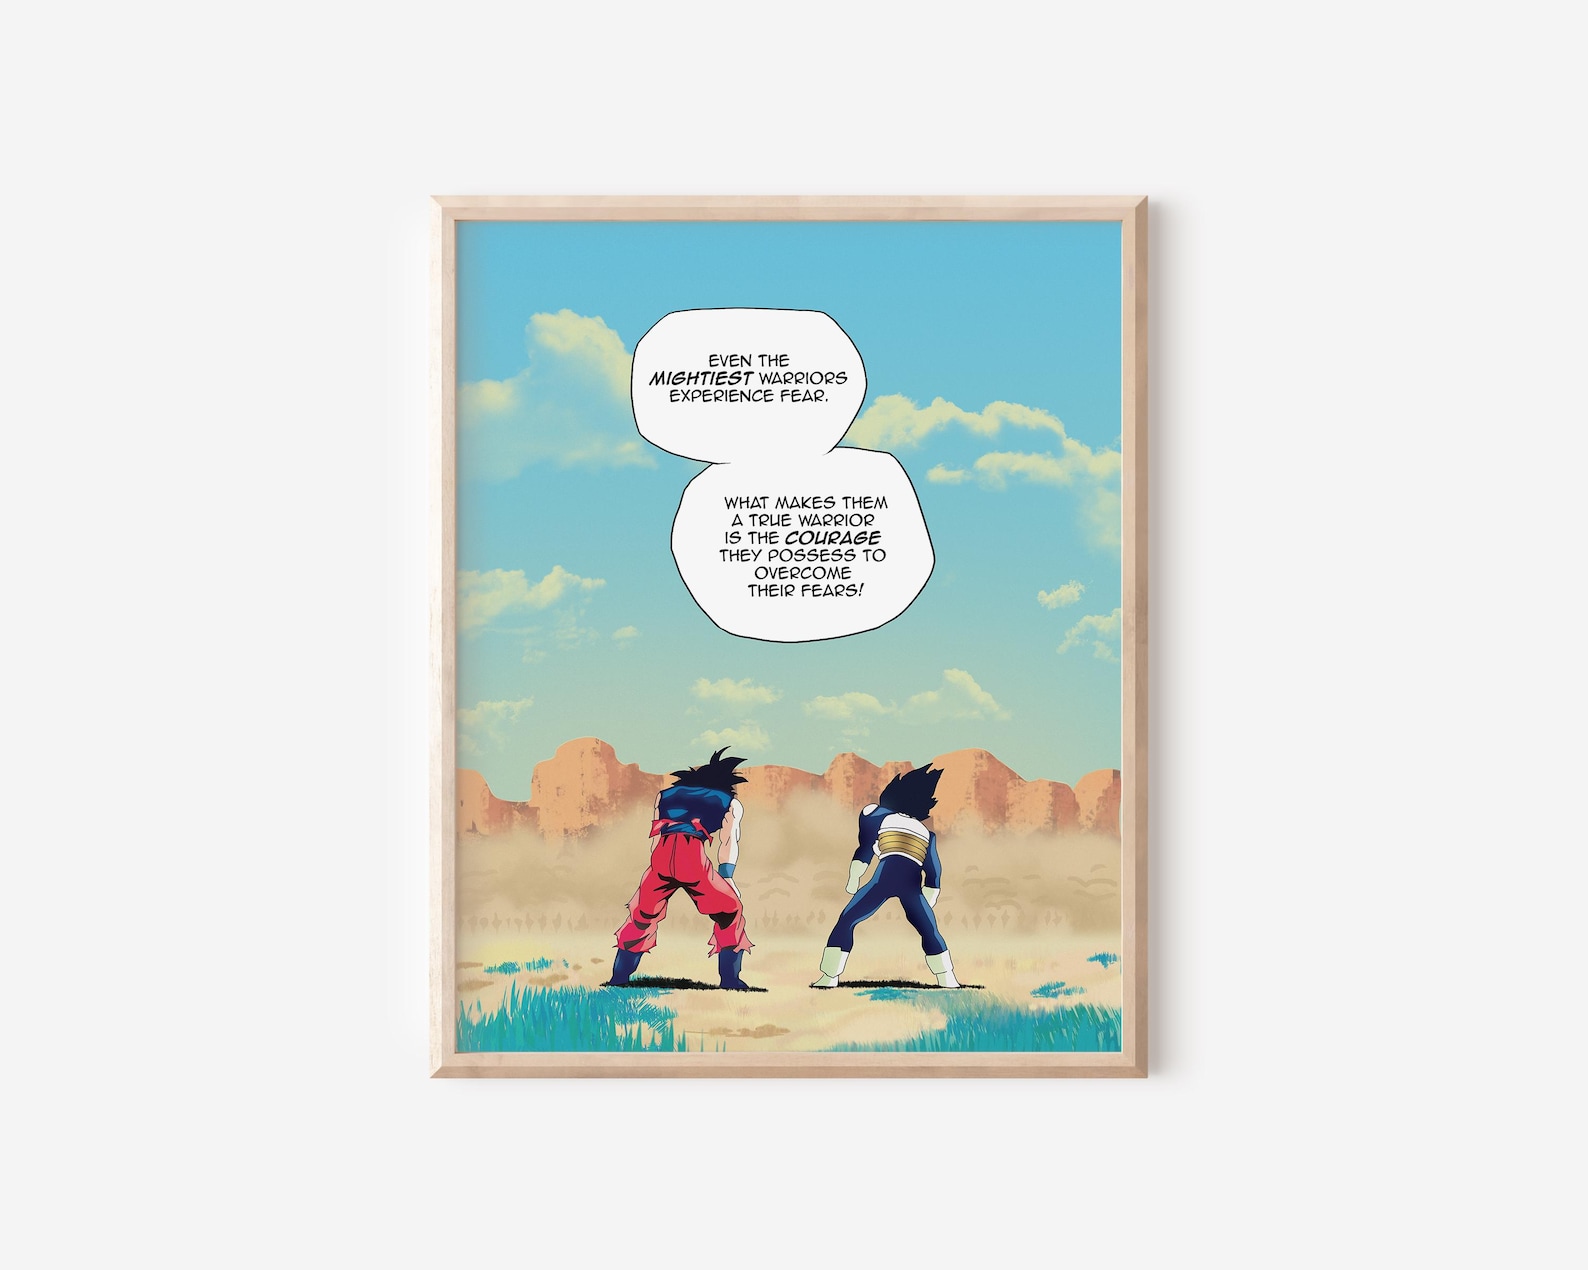 EVEN THE
MIGHTIEST WARRIORS
EXPERIENCE FEAR.
WHAT MAKES THEM
A TRUE WARRIOR
IS THE COURAGE
THEY POSSESS TO
OVERCOME
THEIR FEARS!